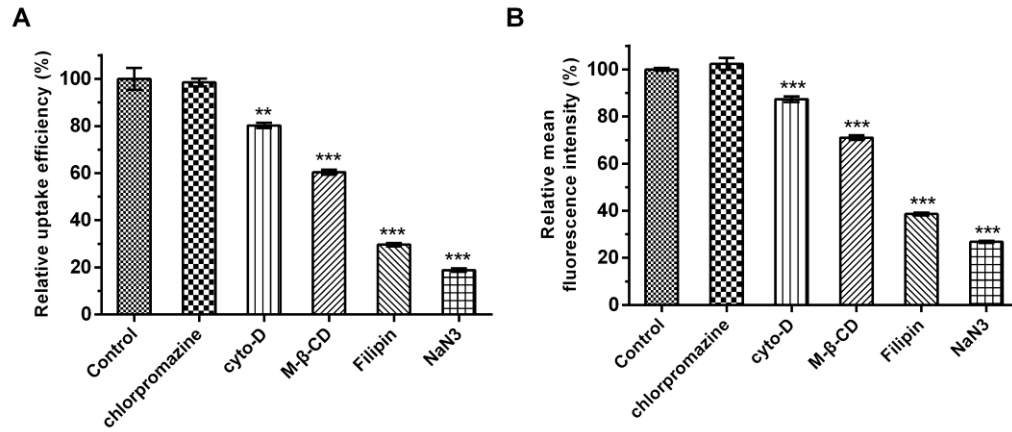 A
Relative uptake efficiency (%)
100
80
60
40
20
0
**
***
***
***
Control
chlorpromazine
cyto-D
M-β-CD
Filipin
NaN3
B
Relative mean
fluorescence intensity (%)
100
80
60
40
20
0
***
***
***
***
Control
chlorpromazine
cyto-D
M-β-CD
Filipin
NaN3